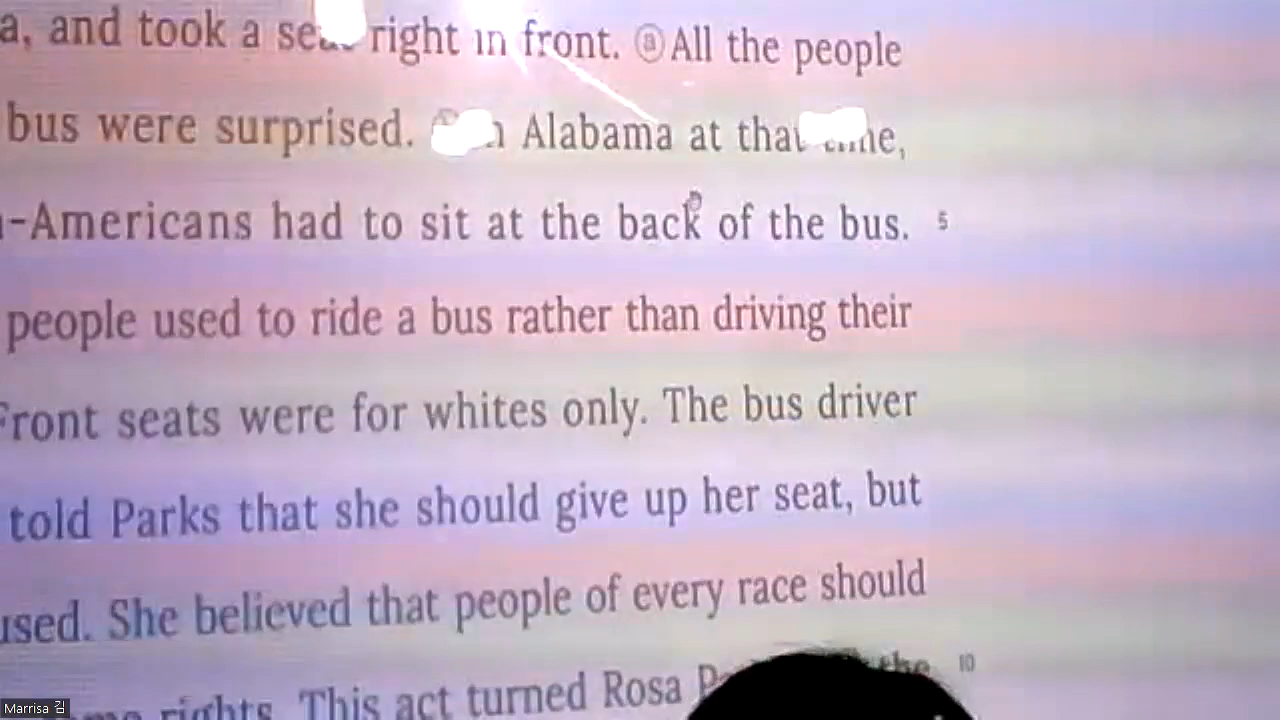 a, and took a seat right in front. ⓐAll the people
bus were surprised. Alabama at that time,
-Americans had to sit at the back of the bus. 5
people used to ride a bus rather than driving their
Front seats were for whites only. The bus driver
told Parks that she should give up her seat, but
used. She believed that people of every race should
rights. This act turned Rosa the 10
Marrisa 김